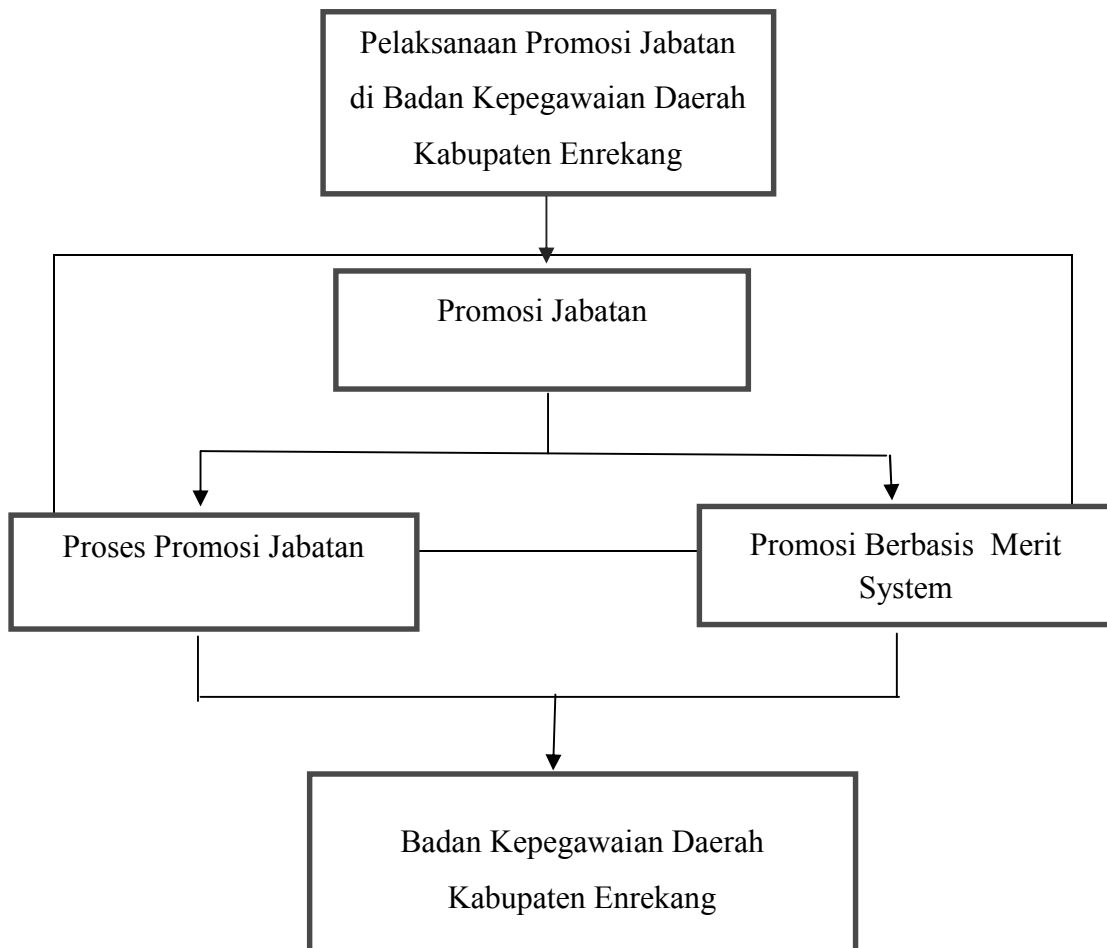 Pelaksanaan Promosi Jabatan
di Badan Kepegawaian Daerah
Kabupaten Enrekang
Promosi Jabatan
Proses Promosi Jabatan
Promosi Berbasis  Merit
System
Badan Kepegawaian Daerah
Kabupaten Enrekang